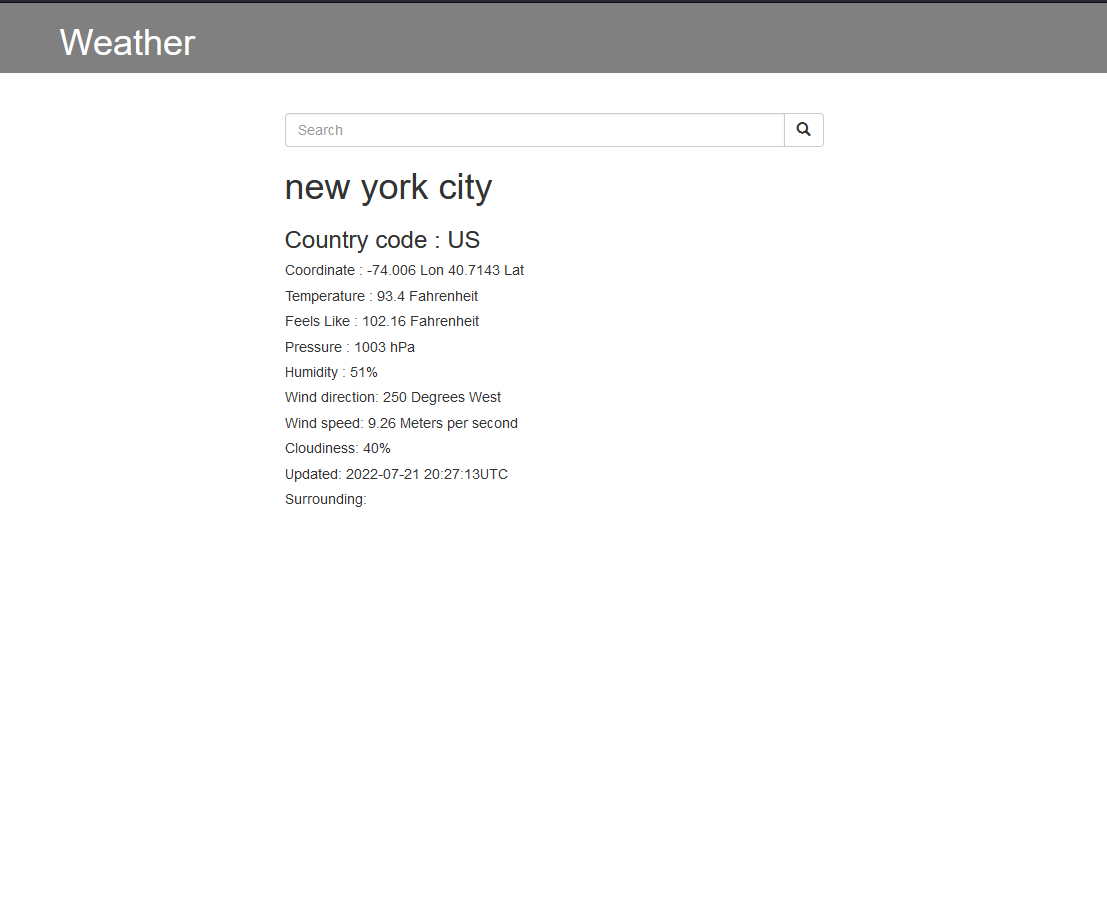 Weather
Search
new york city
Country code : US
Coordinate : -74.006 Lon 40.7143 Lat
Temperature : 93.4 Fahrenheit
Feels Like : 102.16 Fahrenheit
Pressure : 1003 hPa
Humidity : 51%
Wind direction: 250 Degrees West
Wind speed: 9.26 Meters per second
Cloudiness: 40%
Updated: 2022-07-21 20:27:13UTC
Surrounding: